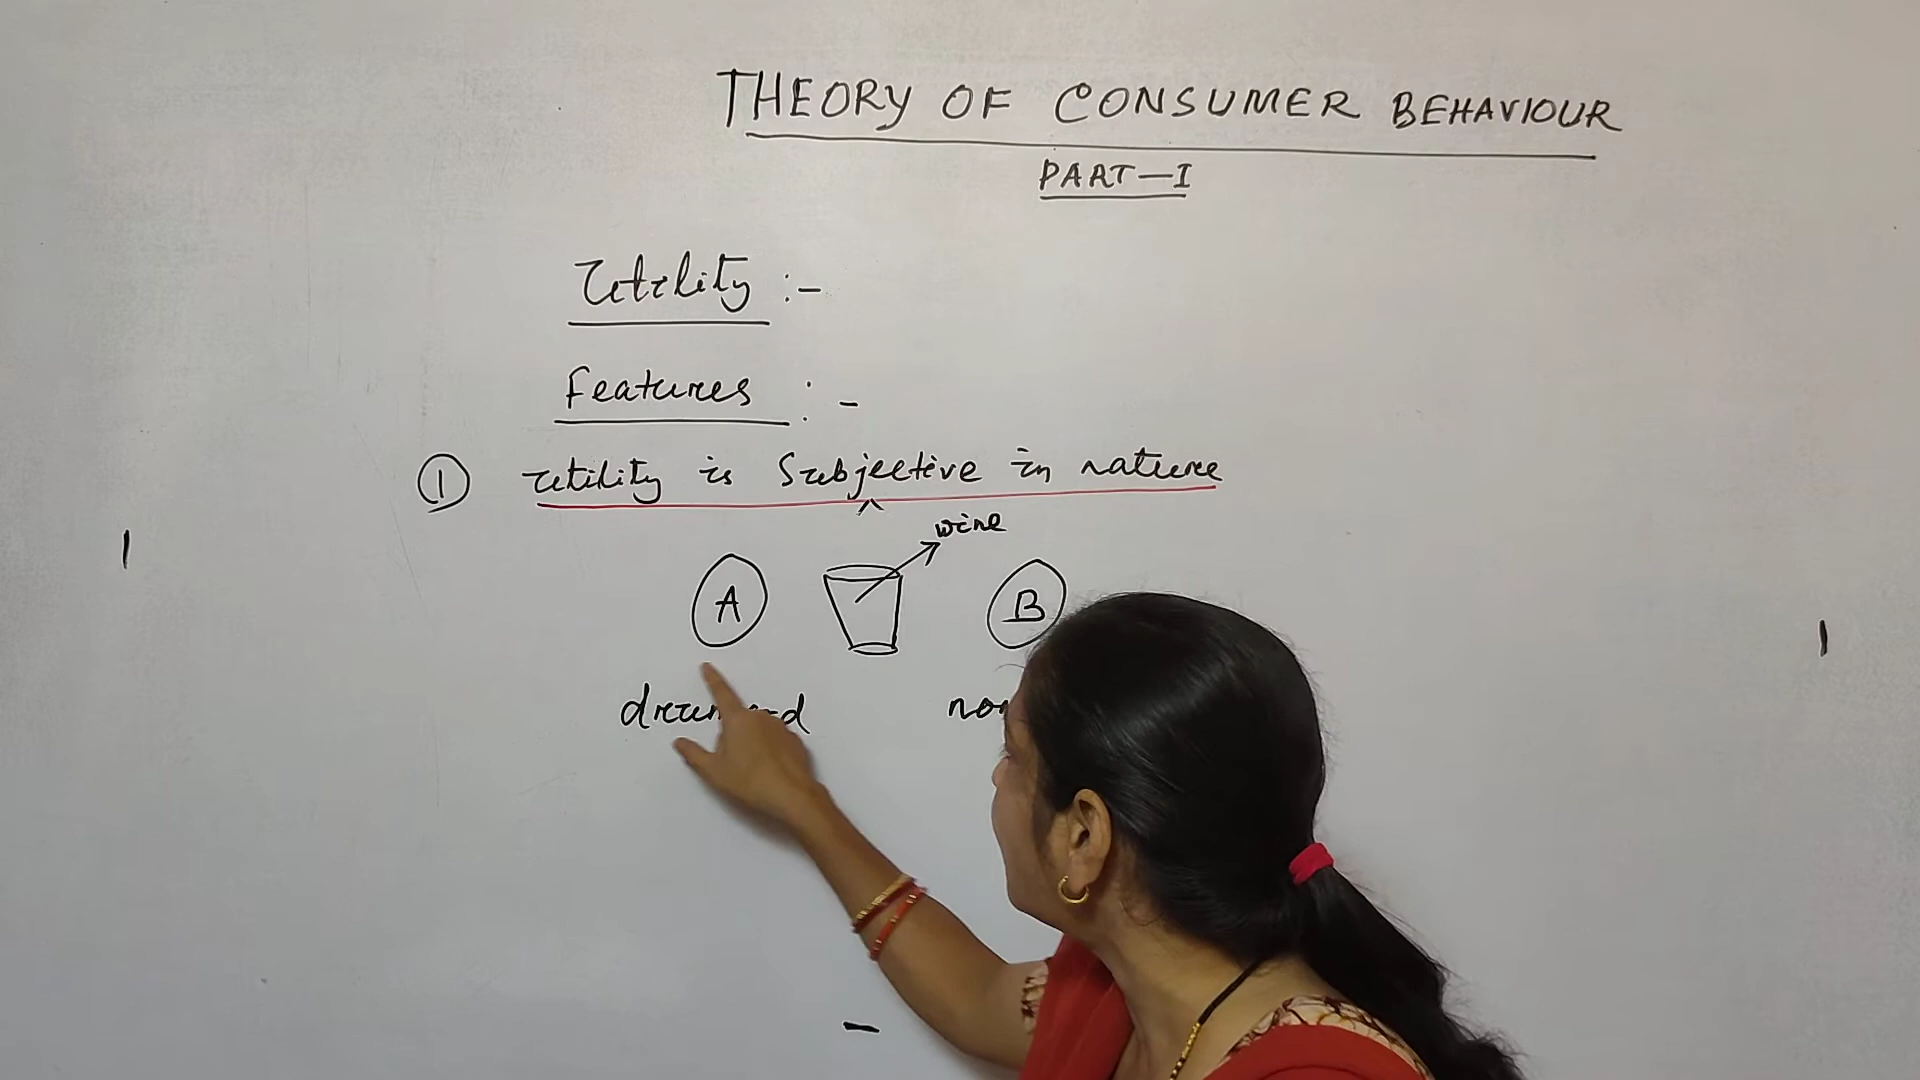 THEORY OF CONSUMER BEHAVIOUR
PART-I
Utility :-
Features :-
① Utility is Subjective in nature
wine
A B